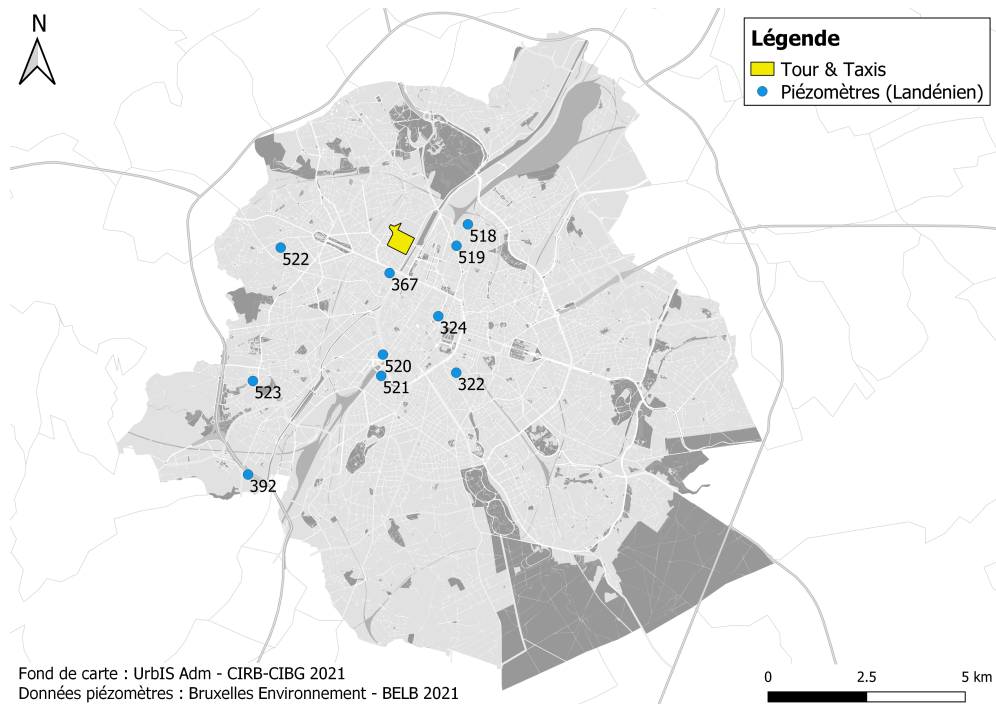 N
Légende
Tour & Taxis
Piézomètres (Landénien)
518
519
522
367
324
520
521
322
523
392
Fond de carte : UrbIS Adm - CIRB-CIBG 2021
Données piézomètres : Bruxelles Environnement - BELB 2021
0 2.5 5 km